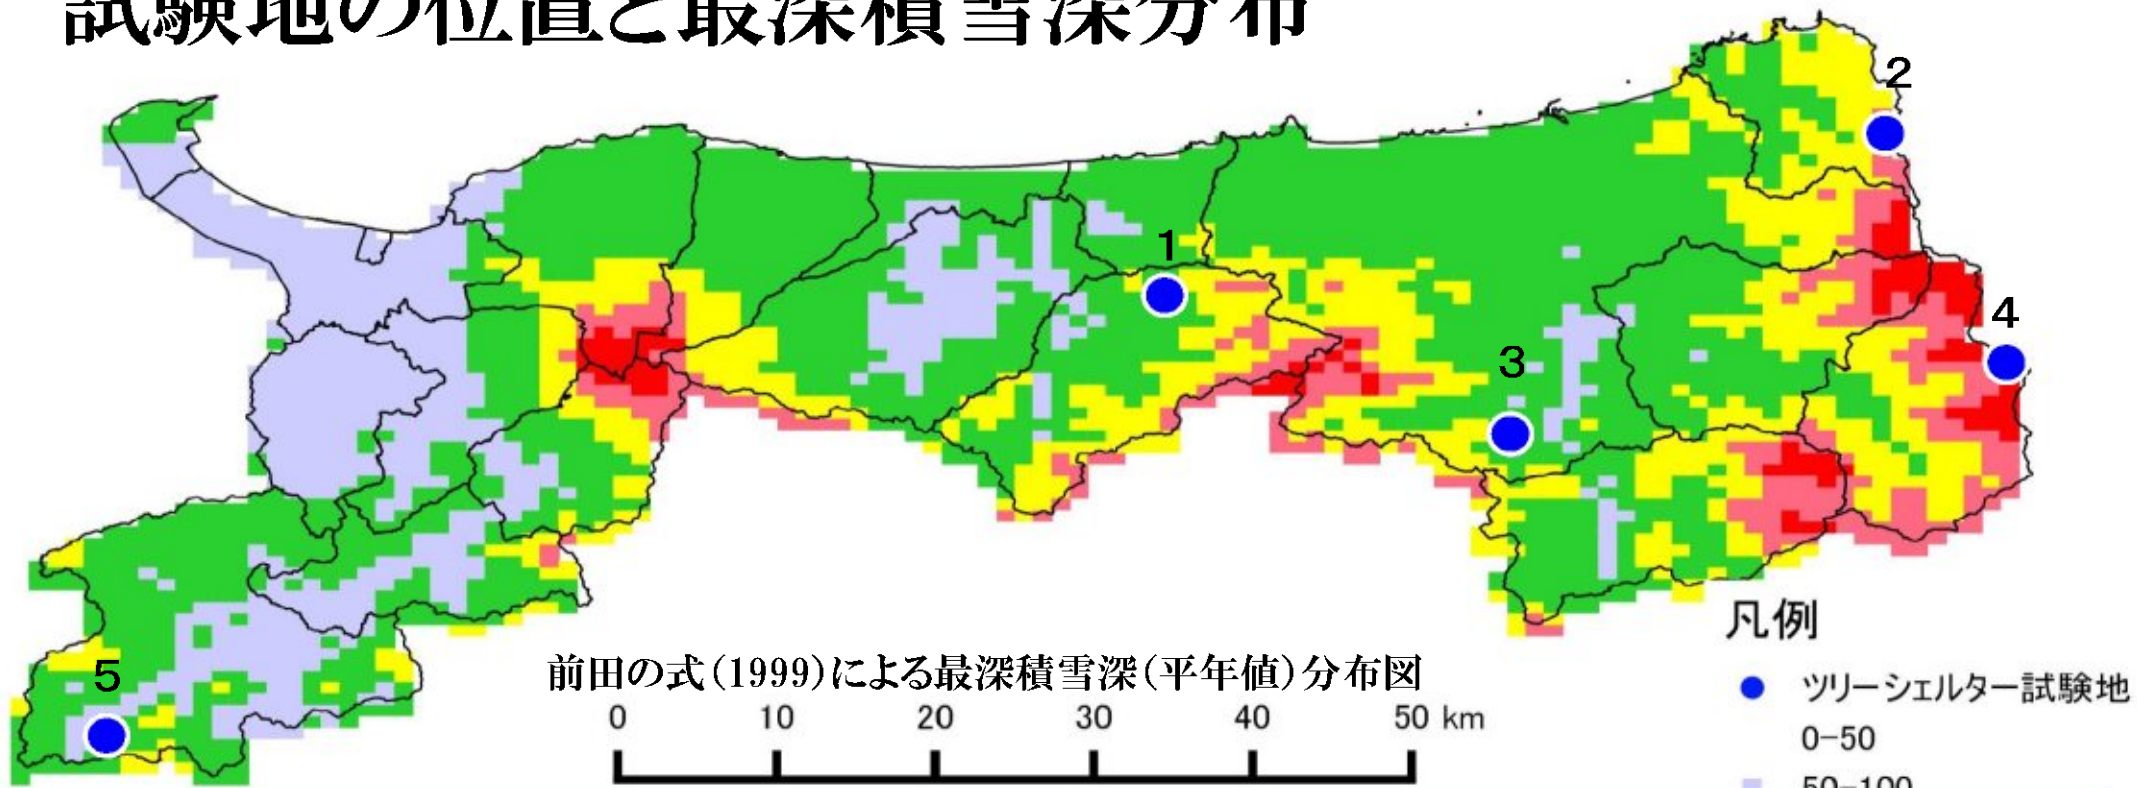 試験地の位置と最深積雪深分布
2
1
4
3
5
前田の式(1999)による最深積雪深(平年値)分布図
0 10 20 30 40 50 km
凡例
ツリーシェルター試験地
0-50
50-100